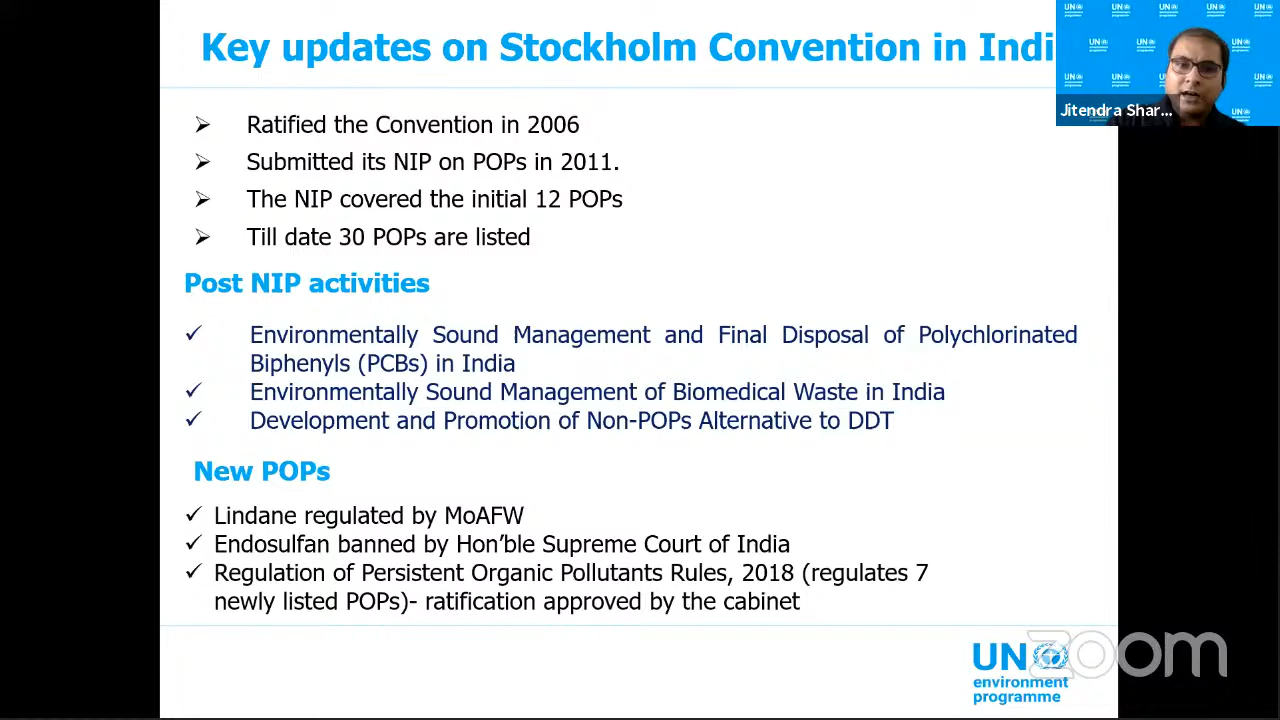 Key updates on Stockholm Convention in Indi
Jitendra Shar...
Ratified the Convention in 2006
Submitted its NIP on POPs in 2011.
The NIP covered the initial 12 POPs
Till date 30 POPs are listed
Post NIP activities
Environmentally Sound Management and Final Disposal of Polychlorinated
Biphenyls (PCBs) in India
Environmentally Sound Management of Biomedical Waste in India
Development and Promotion of Non-POPs Alternative to DDT
New POPs
Lindane regulated by MoAFW
Endosulfan banned by Hon’ble Supreme Court of India
Regulation of Persistent Organic Pollutants Rules, 2018 (regulates 7
newly listed POPs)- ratification approved by the cabinet
UN
environment
programme
zoom